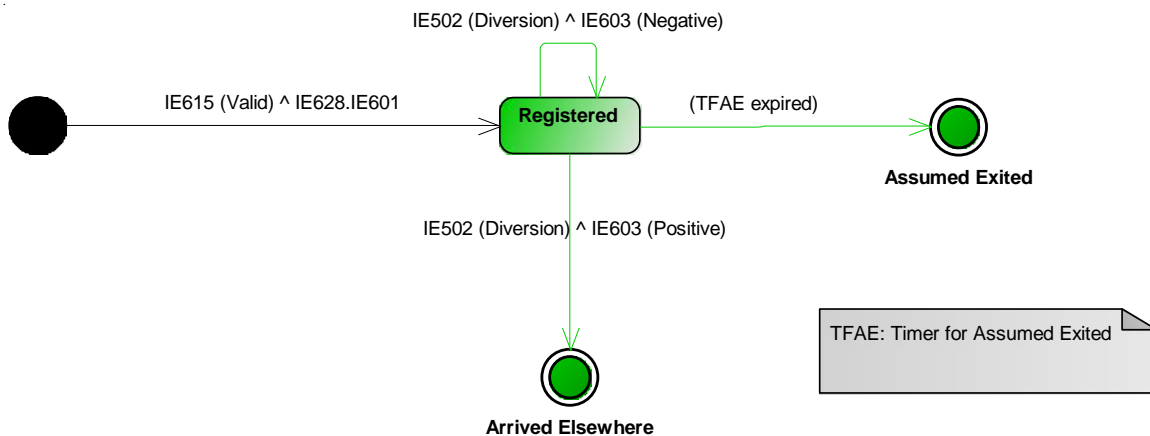 IE502 (Diversion) ^ IE603 (Negative)
IE615 (Valid) ^ IE628.IE601
Registered
(TFAE expired)
Assumed Exited
IE502 (Diversion) ^ IE603 (Positive)
TFAE: Timer for Assumed Exited
Arrived Elsewhere